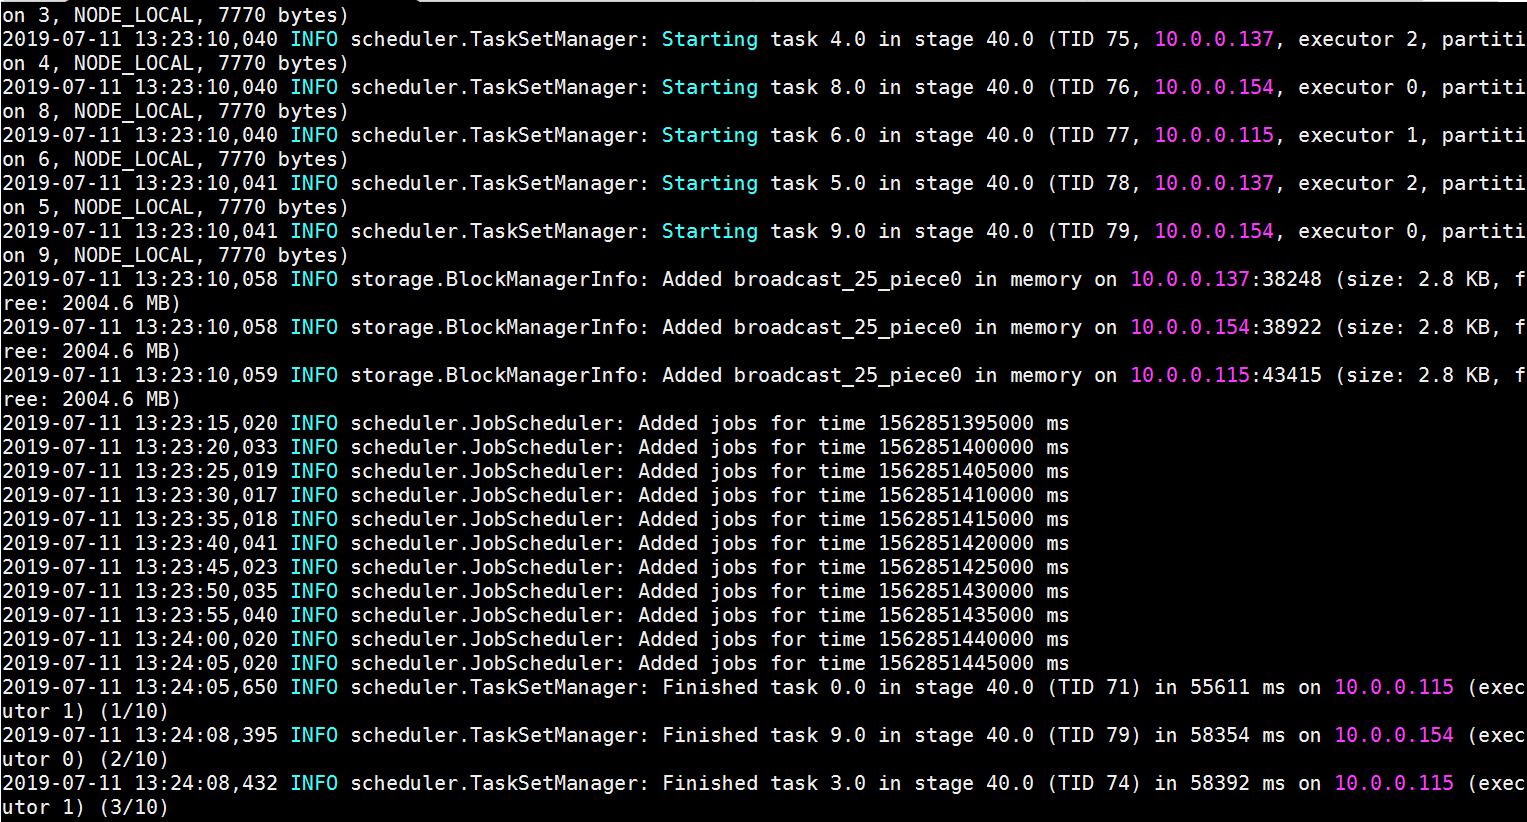 on 3, NODE_LOCAL, 7770 bytes)
2019-07-11 13:23:10,040 INFO scheduler.TaskSetManager: Starting task 4.0 in stage 40.0 (TID 75, 10.0.0.137, executor 2, partiti
on 4, NODE_LOCAL, 7770 bytes)
2019-07-11 13:23:10,040 INFO scheduler.TaskSetManager: Starting task 8.0 in stage 40.0 (TID 76, 10.0.0.154, executor 0, partiti
on 8, NODE_LOCAL, 7770 bytes)
2019-07-11 13:23:10,040 INFO scheduler.TaskSetManager: Starting task 6.0 in stage 40.0 (TID 77, 10.0.0.115, executor 1, partiti
on 6, NODE_LOCAL, 7770 bytes)
2019-07-11 13:23:10,041 INFO scheduler.TaskSetManager: Starting task 5.0 in stage 40.0 (TID 78, 10.0.0.137, executor 2, partiti
on 5, NODE_LOCAL, 7770 bytes)
2019-07-11 13:23:10,041 INFO scheduler.TaskSetManager: Starting task 9.0 in stage 40.0 (TID 79, 10.0.0.154, executor 0, partiti
on 9, NODE_LOCAL, 7770 bytes)
2019-07-11 13:23:10,058 INFO storage.BlockManagerInfo: Added broadcast_25_piece0 in memory on 10.0.0.137:38248 (size: 2.8 KB, f
ree: 2004.6 MB)
2019-07-11 13:23:10,058 INFO storage.BlockManagerInfo: Added broadcast_25_piece0 in memory on 10.0.0.154:38922 (size: 2.8 KB, f
ree: 2004.6 MB)
2019-07-11 13:23:10,059 INFO storage.BlockManagerInfo: Added broadcast_25_piece0 in memory on 10.0.0.115:43415 (size: 2.8 KB, f
ree: 2004.6 MB)
2019-07-11 13:23:15,020 INFO scheduler.JobScheduler: Added jobs for time 1562851395000 ms
2019-07-11 13:23:20,033 INFO scheduler.JobScheduler: Added jobs for time 1562851400000 ms
2019-07-11 13:23:25,019 INFO scheduler.JobScheduler: Added jobs for time 1562851405000 ms
2019-07-11 13:23:30,017 INFO scheduler.JobScheduler: Added jobs for time 1562851410000 ms
2019-07-11 13:23:35,018 INFO scheduler.JobScheduler: Added jobs for time 1562851415000 ms
2019-07-11 13:23:40,041 INFO scheduler.JobScheduler: Added jobs for time 1562851420000 ms
2019-07-11 13:23:45,023 INFO scheduler.JobScheduler: Added jobs for time 1562851425000 ms
2019-07-11 13:23:50,035 INFO scheduler.JobScheduler: Added jobs for time 1562851430000 ms
2019-07-11 13:23:55,040 INFO scheduler.JobScheduler: Added jobs for time 1562851435000 ms
2019-07-11 13:24:00,020 INFO scheduler.JobScheduler: Added jobs for time 1562851440000 ms
2019-07-11 13:24:05,020 INFO scheduler.JobScheduler: Added jobs for time 1562851445000 ms
2019-07-11 13:24:05,650 INFO scheduler.TaskSetManager: Finished task 0.0 in stage 40.0 (TID 71) in 55611 ms on 10.0.0.115 (exec
utor 1) (1/10)
2019-07-11 13:24:08,395 INFO scheduler.TaskSetManager: Finished task 9.0 in stage 40.0 (TID 79) in 58354 ms on 10.0.0.154 (exec
utor 0) (2/10)
2019-07-11 13:24:08,432 INFO scheduler.TaskSetManager: Finished task 3.0 in stage 40.0 (TID 74) in 58392 ms on 10.0.0.115 (exec
utor 1) (3/10)